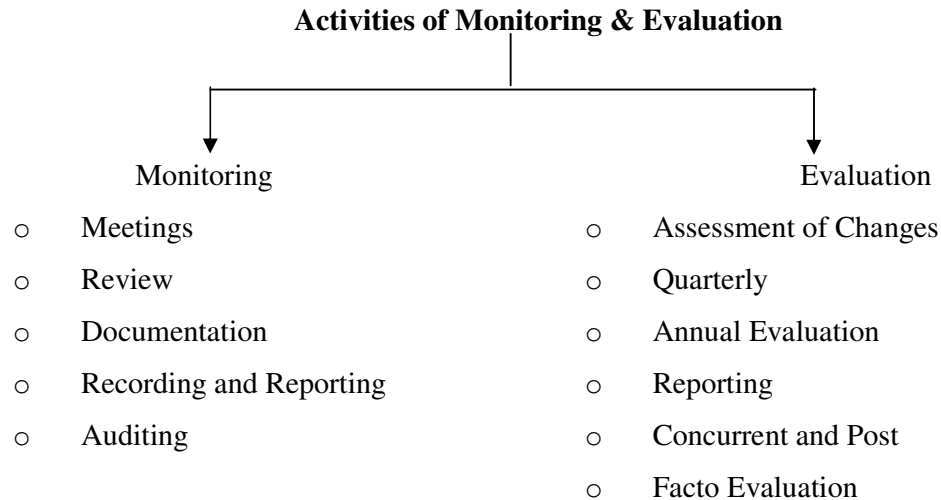 Activities of Monitoring & Evaluation
Monitoring
○ Meetings
○ Review
○ Documentation
○ Recording and Reporting
○ Auditing
Evaluation
○ Assessment of Changes
○ Quarterly
○ Annual Evaluation
○ Reporting
○ Concurrent and Post
○ Facto Evaluation